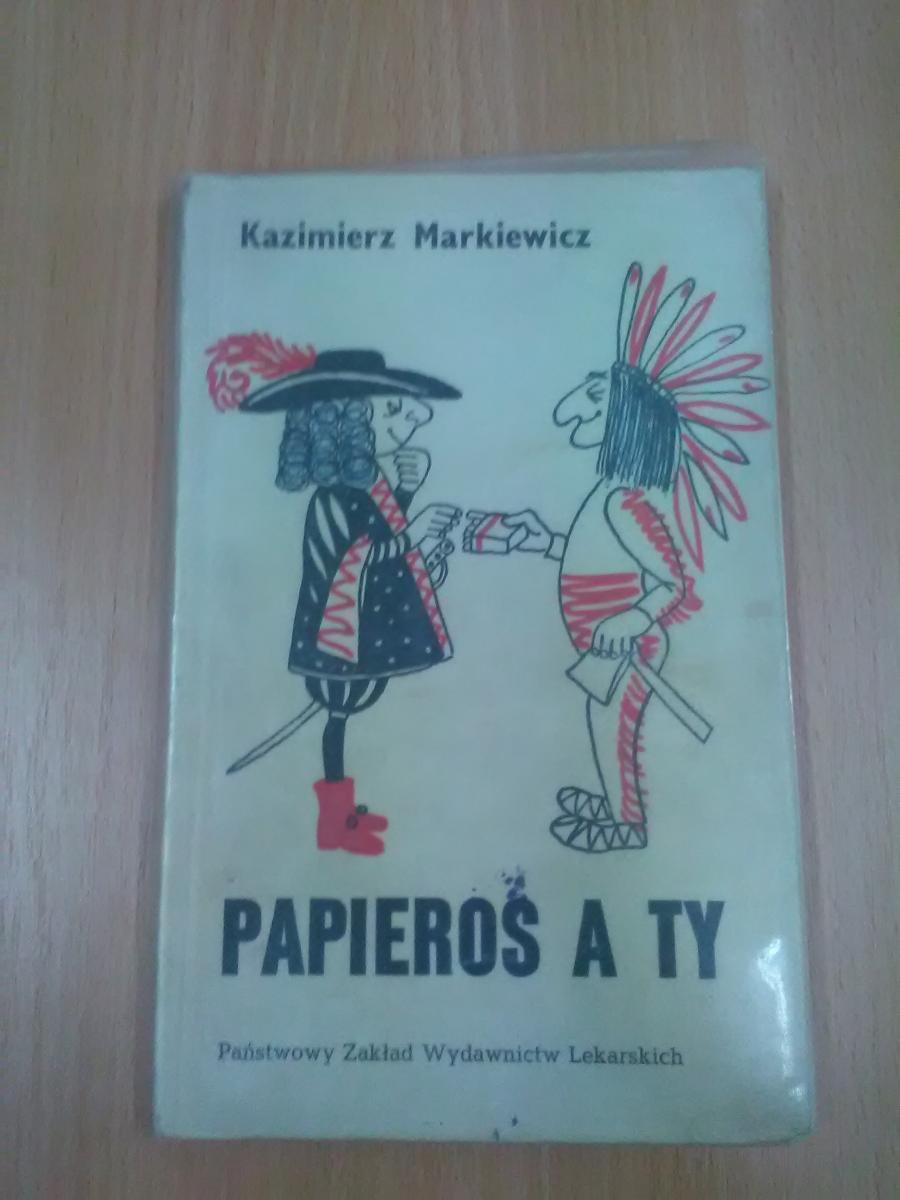 Kazimierz Markiewicz
PAPIEROS A TY
Państwowy Zakład Wydawnictw Lekarskich